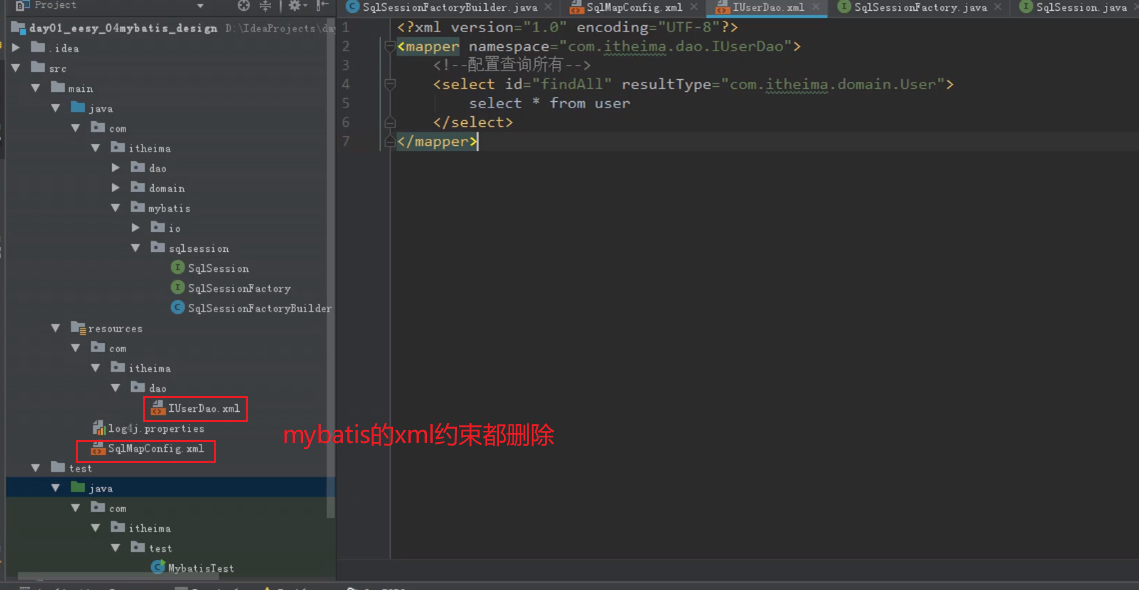 Project
SqlSessionFactoryBuilder.java
SqlMapConfig.xml
IUserDao.xml
SqlSessionFactory.java
SqlSession.java
day01_eesy_04mybatis_design D:\IdeaProjects\da
.idea
src
main
java
com
itheima
dao
domain
mybatis
io
sqlsession
SqlSession
SqlSessionFactory
SqlSessionFactoryBuilder
resources
com
itheima
dao
IUserDao.xml
log4j.properties
SqlMapConfig.xml
test
java
com
itheima
test
MybatisTest
1 <?xml version="1.0" encoding="UTF-8"?>
2 <mapper namespace="com.itheima.dao.IUserDao">
3 <!--配置查询所有-->
4 <select id="findAll" resultType="com.itheima.domain.User">
5 select * from user
6 </select>
7 </mapper>
mybatis的xml约束都删除